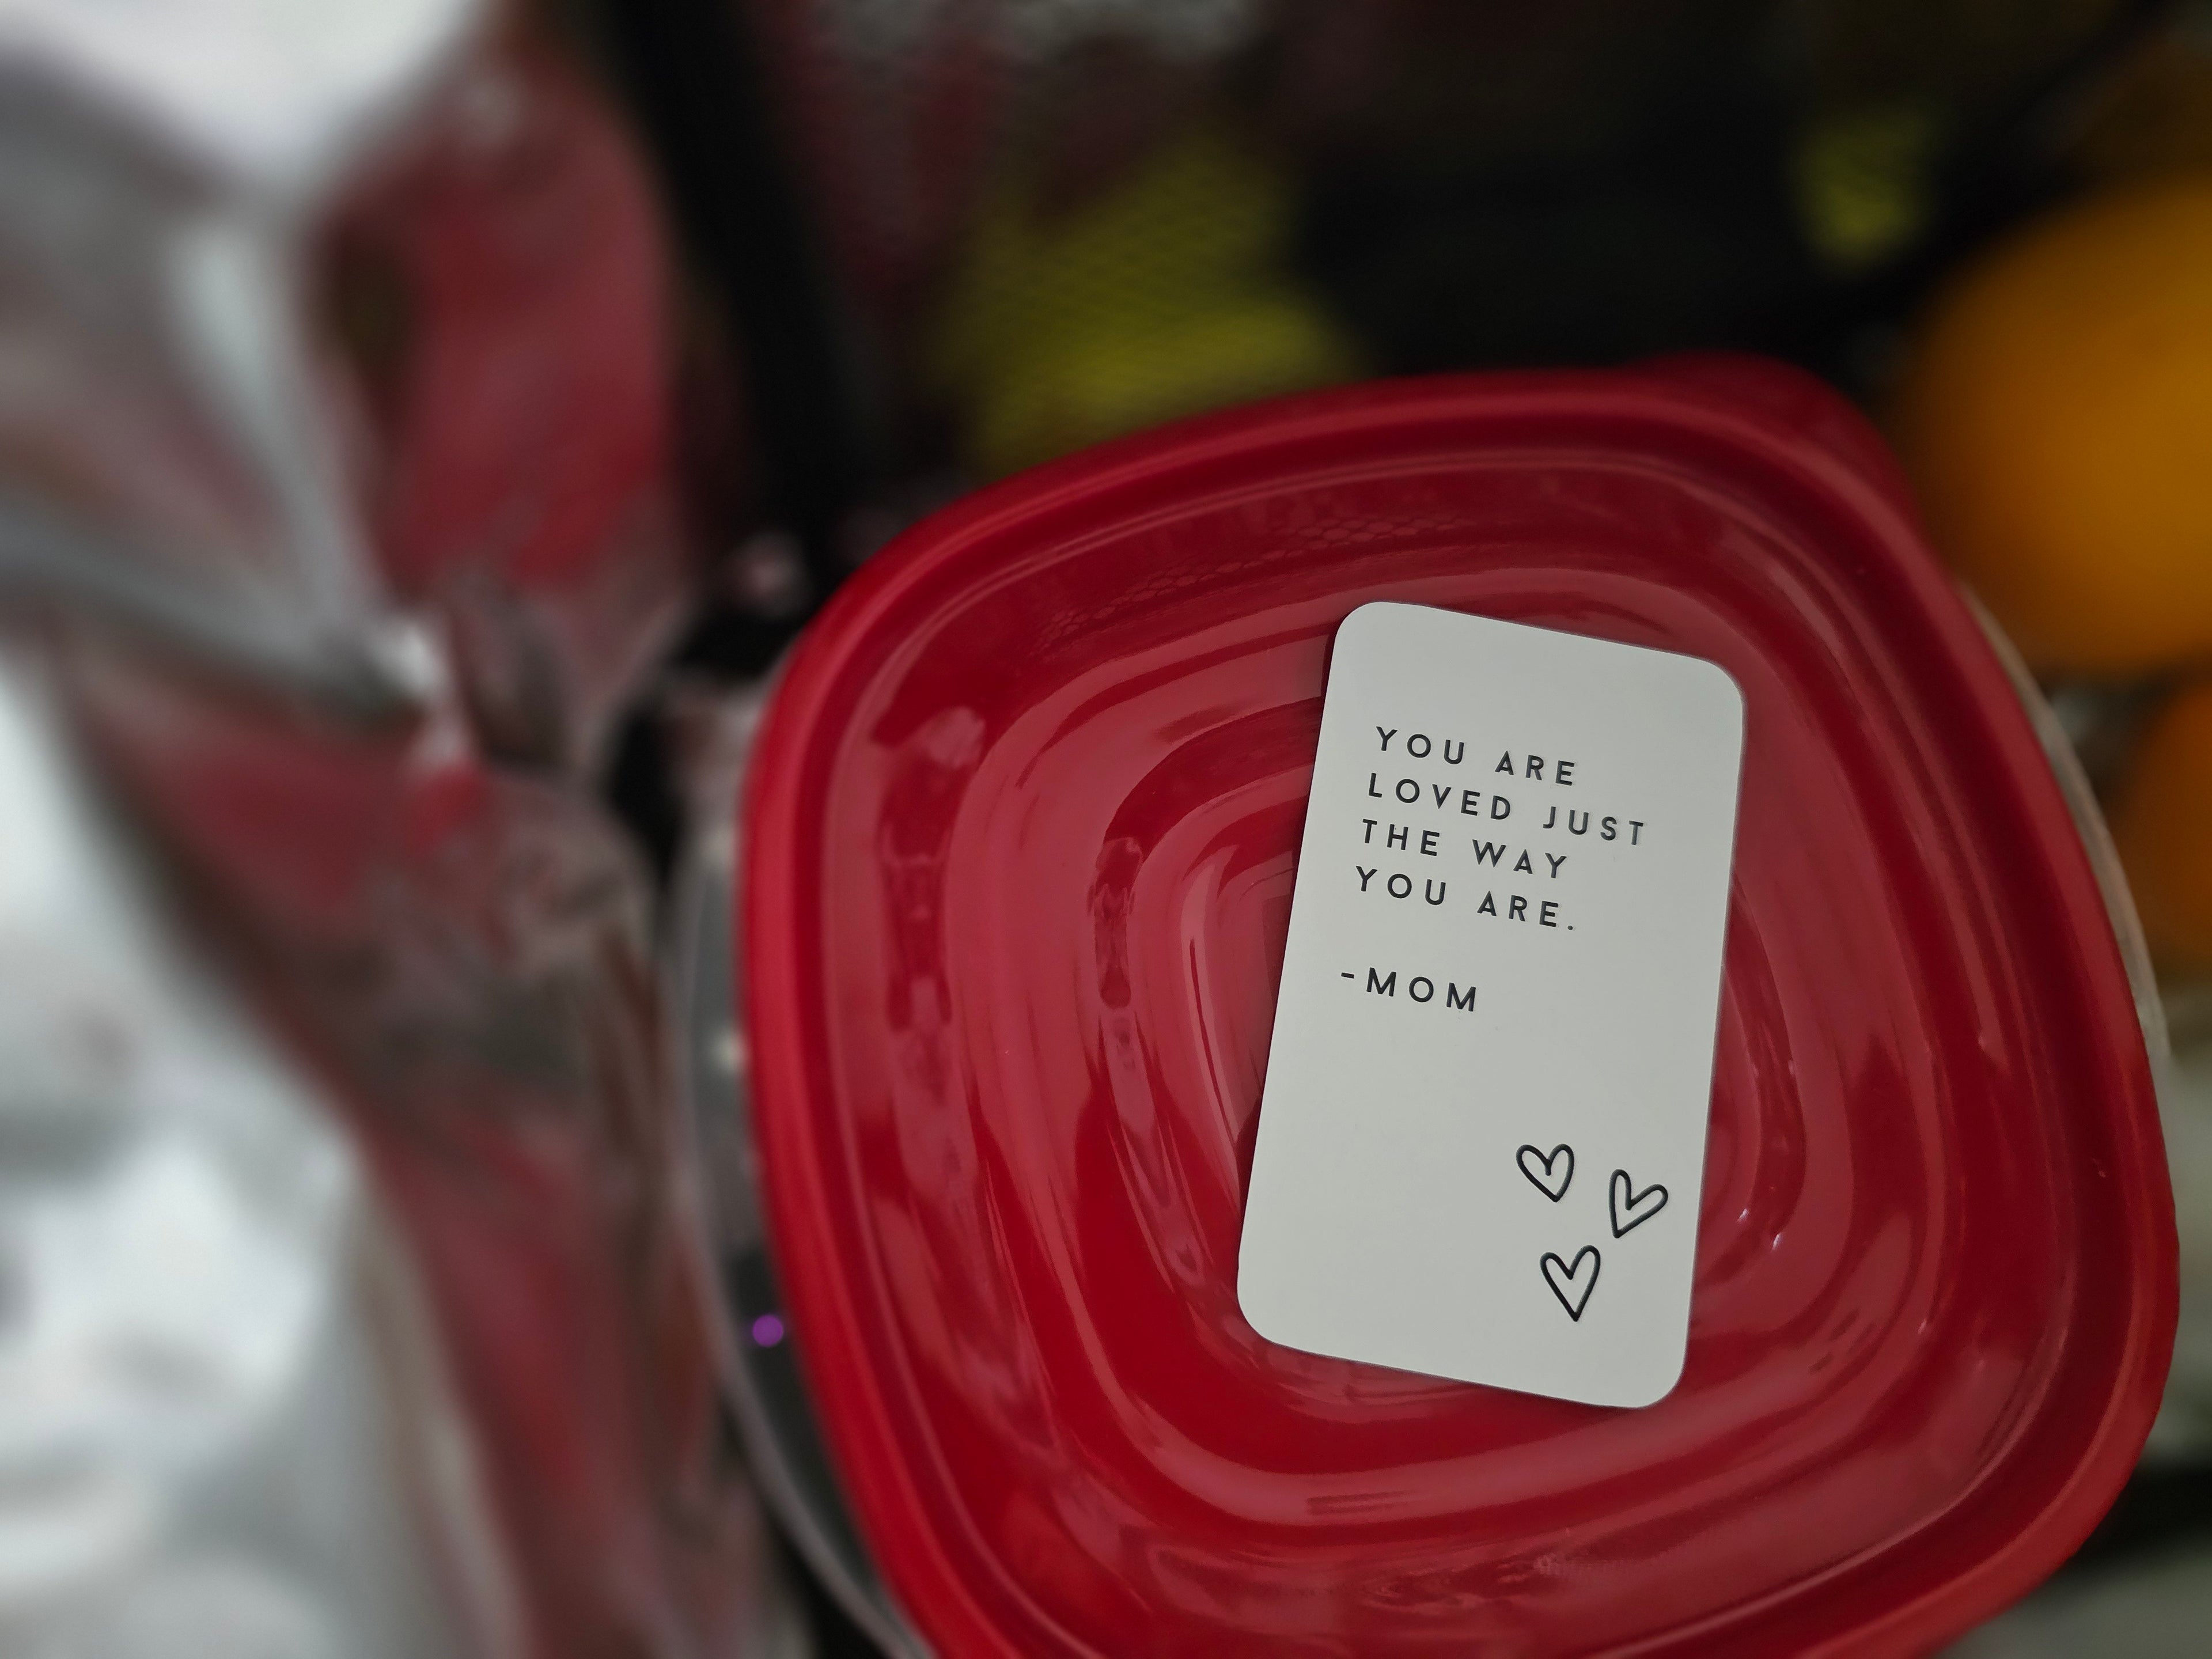 YOU ARE
LOVED JUST
THE WAY
YOU ARE.
-MOM